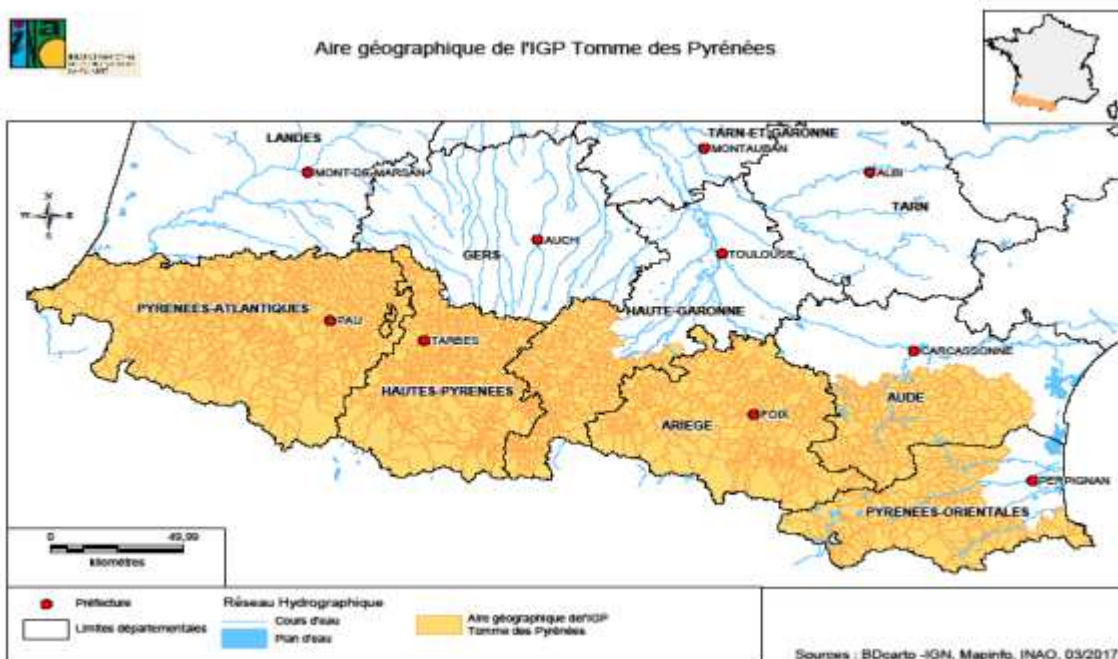 Aire géographique de l'IGP Tomme des Pyrénées
LANDES
TARN-ET-GARONNE
MONTAUBAN
MONT-DE-MARSAN
ALBI
TARN
N
W E
S
GERS
AUCH
TOULOUSE
PYRENEES-ATLANTIQUES
HAUTE-GARONNE
PAU
TARBES
CARCASSONNE
HAUTES-PYRENEES
AUDE
ARIEGE
FOIX
PERPIGNAN
PYRENEES-ORIENTALES
0 49,99
kilomètres
Préfecture
Limites départementales
Réseau Hydrographique
Cours d'eau
Plan d'eau
Aire géographique de l'IGP
Tomme des Pyrénées
Sources : BDcarto -IGN, Mapinfo, INAO, 03/2017